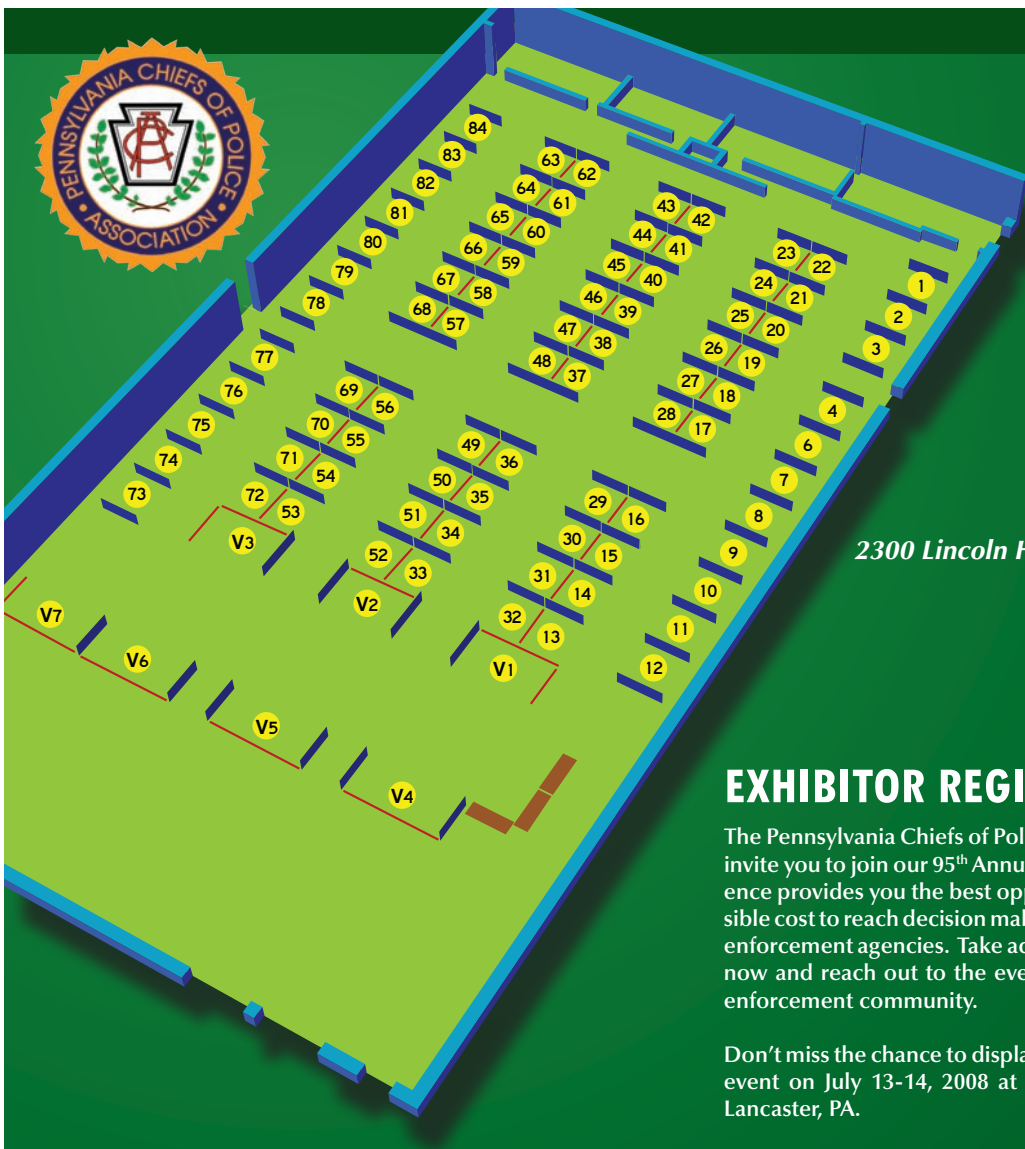 PENNSYLVANIA CHIEFS OF POLICE
• ASSOCIATION •
84
83
82
81
80
79
78
77
76
75
74
73
63 62
64 61
65 60
66 59
67 58
68 57
69 56
70 55
71 54
72 53
V3
43 42
44 41
45 40
46 39
47 38
48 37
49 36
50 35
51 34
52 33
V2
23 22
24 21
25 20
26 19
27 18
28 17
29 16
30 15
31 14
32 13
V1
1
2
3
4
6
7
8
9
10
11
12
V7
V6
V5
V4
2300 Lincoln H
EXHIBITOR REGI
The Pennsylvania Chiefs of Pol
invite you to join our 95th Annu
ence provides you the best opp
sible cost to reach decision mal
enforcement agencies. Take ac
now and reach out to the eve
enforcement community.
Don't miss the chance to displa
event on July 13-14, 2008 at
Lancaster, PA.